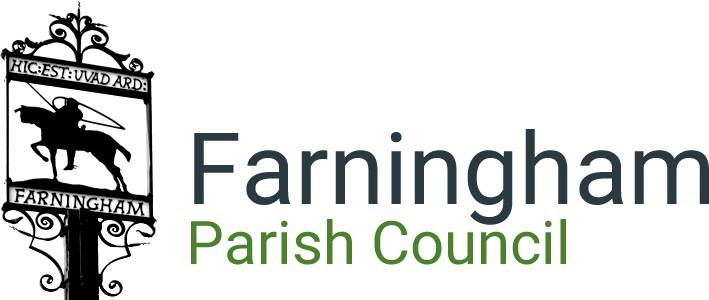 HIC:EST:UVAD ARD:
FARNINGHAM
Farningham
Parish Council